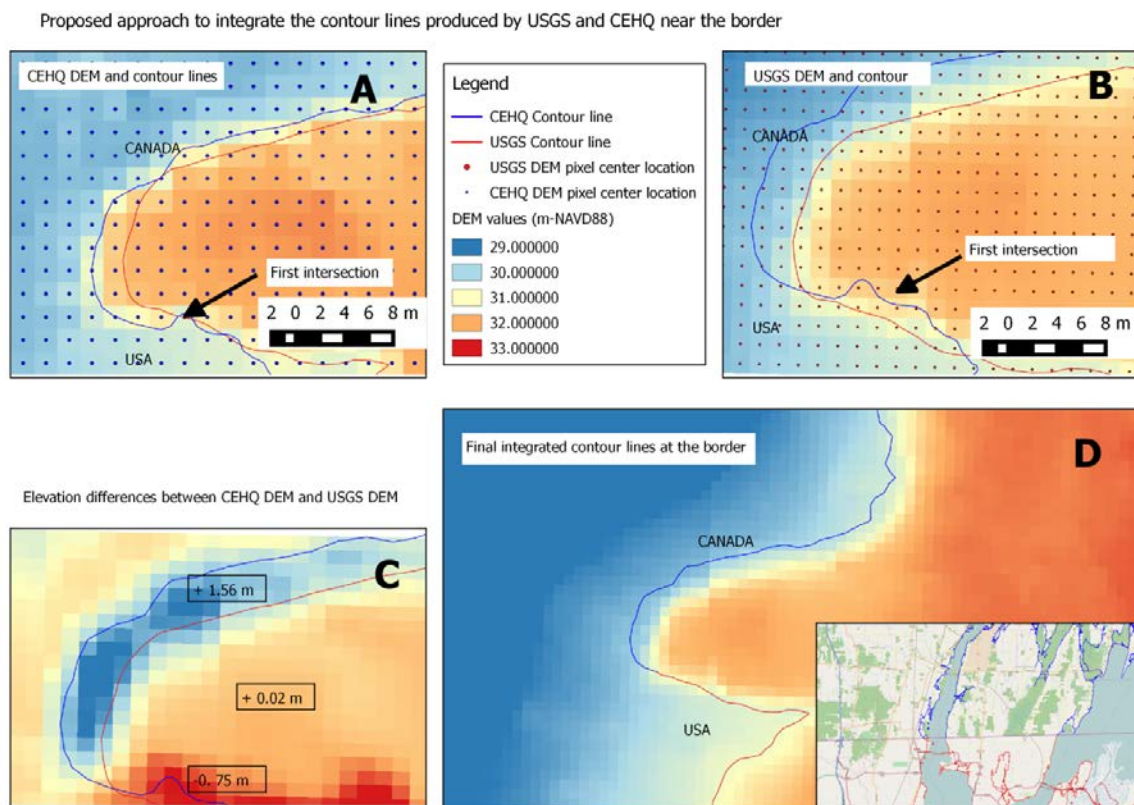 Proposed approach to integrate the contour lines produced by USGS and CEHQ near the border
CEHQ DEM and contour lines
A
CANADA
First intersection
2 0 2 4 6 8 m
USA
Legend
CEHQ Contour line
USGS Contour line
USGS DEM pixel center location
CEHQ DEM pixel center location
DEM values (m-NAVD88)
29.000000
30.000000
31.000000
32.000000
33.000000
USGS DEM and contour
B
CANADA
First intersection
USA
2 0 2 4 6 8 m
Elevation differences between CEHQ DEM and USGS DEM
C
+ 1.56 m
+ 0.02 m
-0. 75 m
Final integrated contour lines at the border
D
CANADA
USA